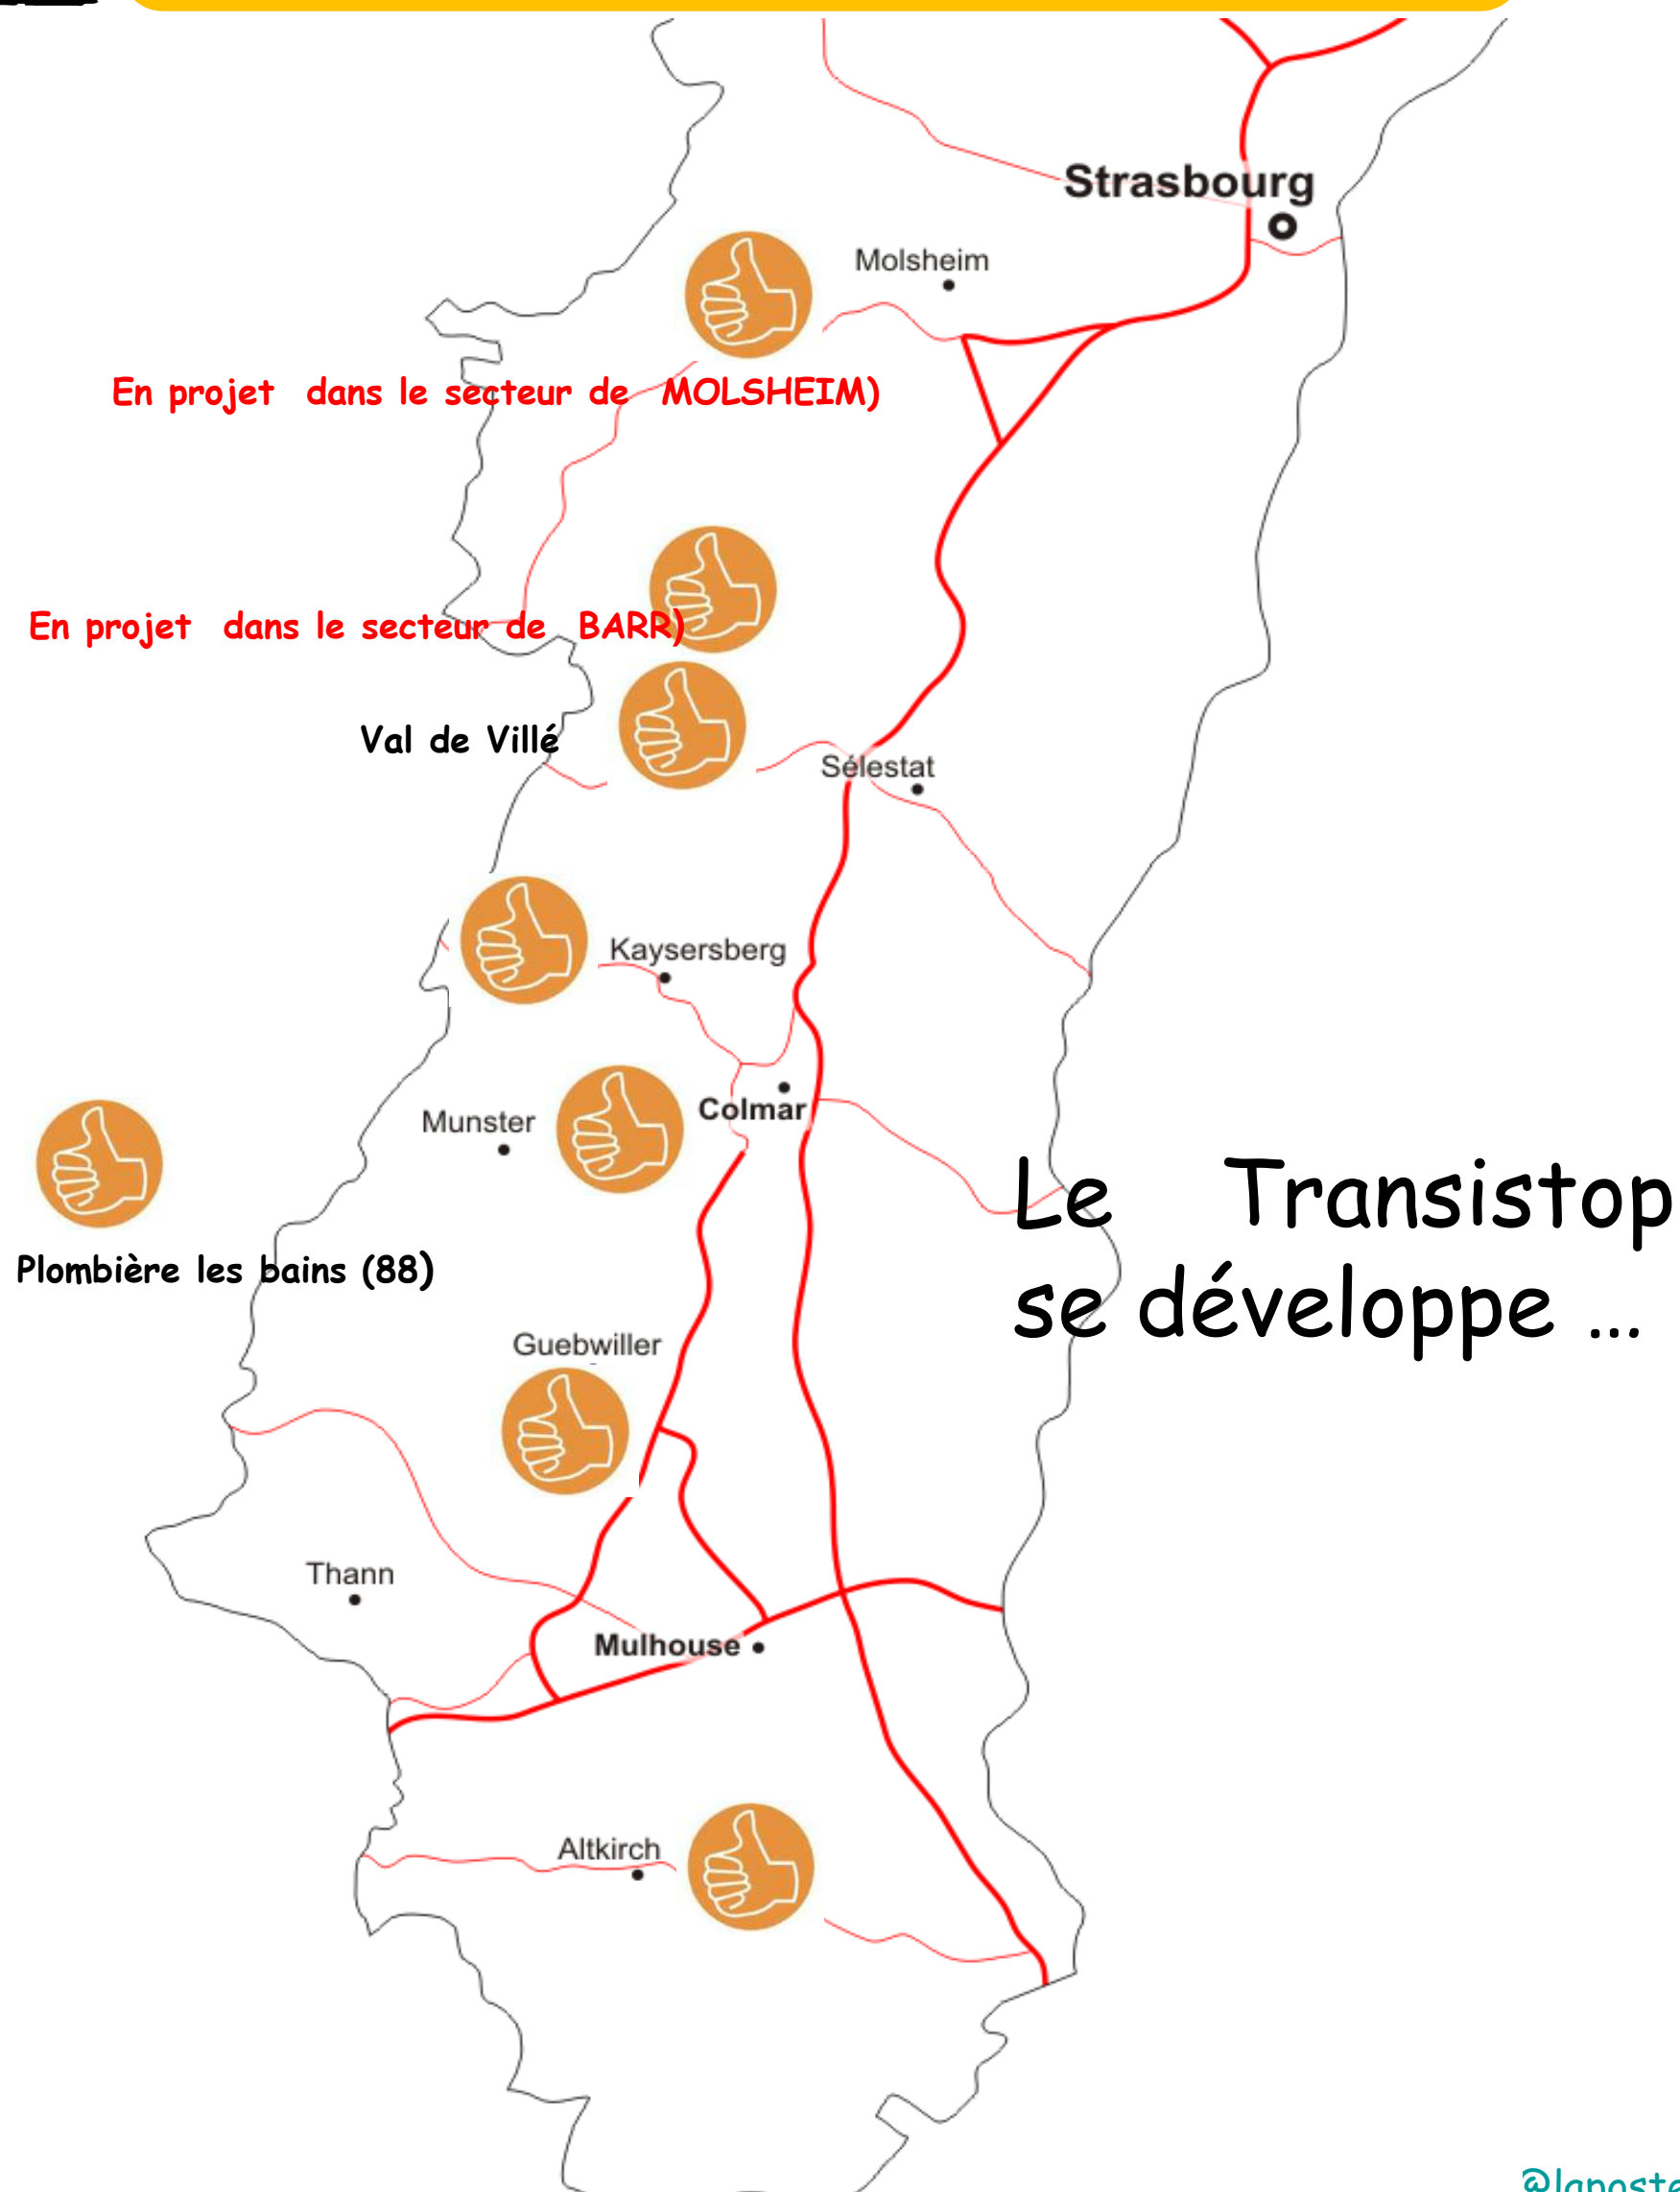 Strasbourg
Molsheim
En projet dans le secteur de MOLSHEIM)
En projet dans le secteur de BARR)
Val de Villé
Sélestat
Kaysersberg
Colmar
Munster
Le Transistop
se développe ...
Plombière les bains (88)
Guebwiller
Thann
Mulhouse
Altkirch